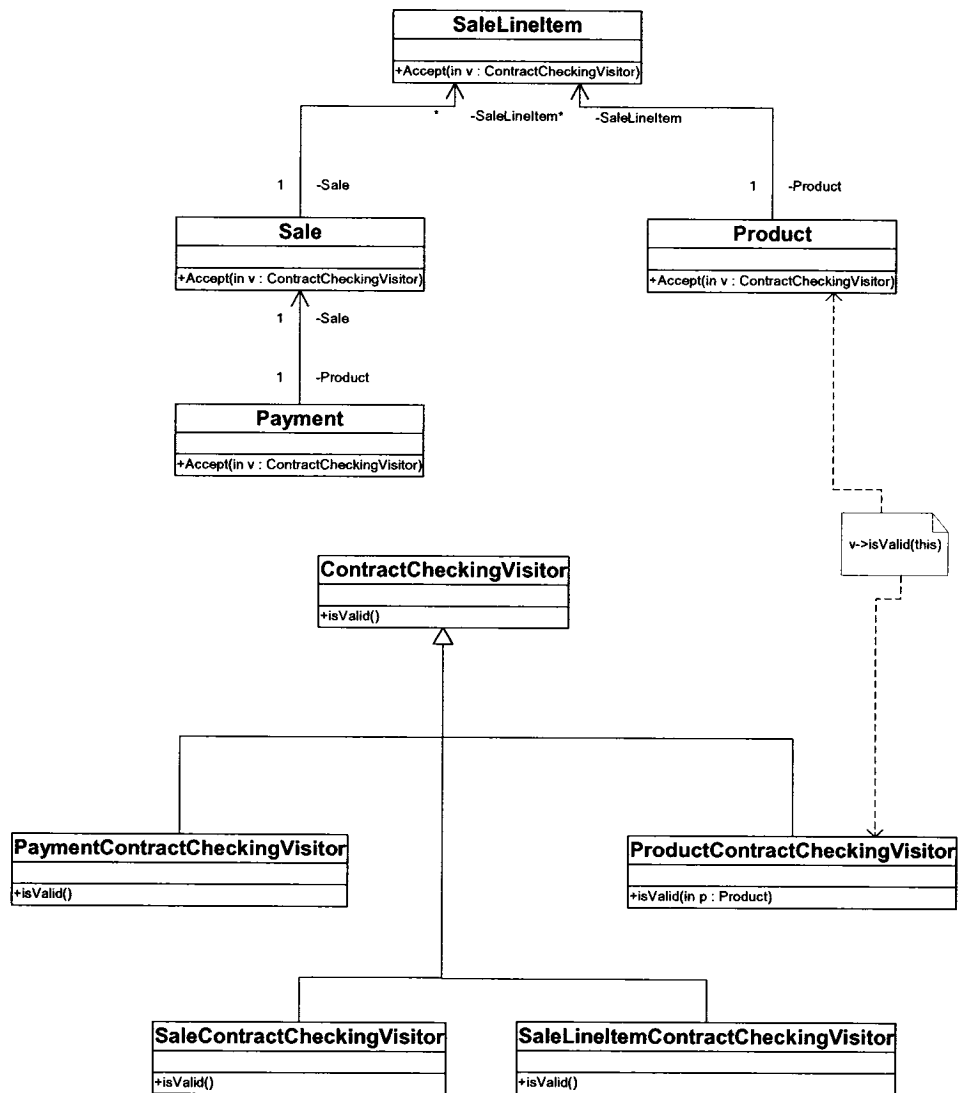 SaleLineItem
+Accept(in v : ContractCheckingVisitor)
* -SaleLineItem* -SaleLineItem
1 -Sale
1 -Product
Sale
+Accept(in v : ContractCheckingVisitor)
Product
+Accept(in v : ContractCheckingVisitor)
1 -Sale
1 -Product
Payment
+Accept(in v : ContractCheckingVisitor)
v->isValid(this)
ContractCheckingVisitor
+isValid()
PaymentContractCheckingVisitor
+isValid()
ProductContractCheckingVisitor
+isValid(in p : Product)
SaleContractCheckingVisitor
+isValid()
SaleLineItemContractCheckingVisitor
+isValid()